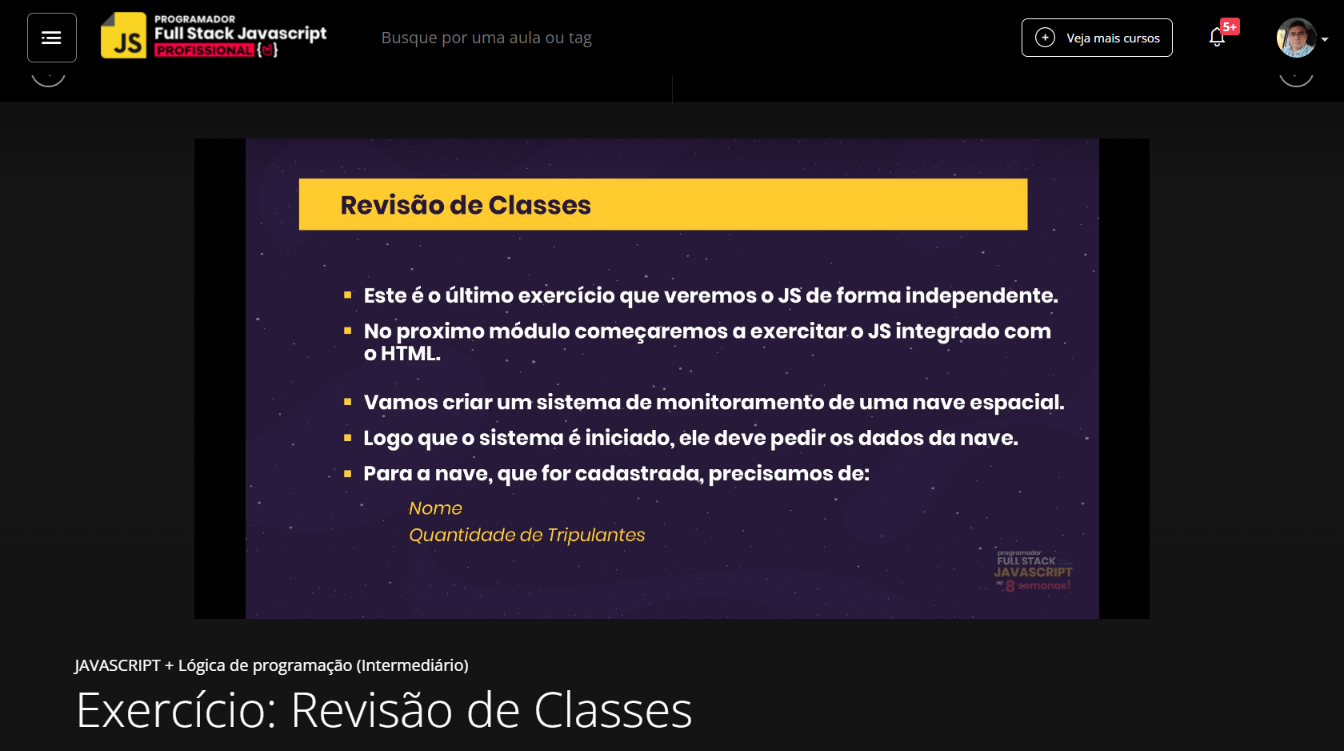 PROGRAMADOR
JS Full Stack Javascript
PROFISSIONAL {
}
Busque por uma aula ou tag
Veja mais cursos
5+
Revisão de Classes
Este é o último exercício que veremos o JS de forma independente.
No proximo módulo começaremos a exercitar o JS integrado com
o HTML.
Vamos criar um sistema de monitoramento de uma nave espacial.
Logo que o sistema é iniciado, ele deve pedir os dados da nave.
Para a nave, que for cadastrada, precisamos de:
Nome
Quantidade de Tripulantes
programador
FULL STACK
JAVASCRIPT
8 semanas!
JAVASCRIPT + Lógica de programação (Intermediário)
Exercício: Revisão de Classes